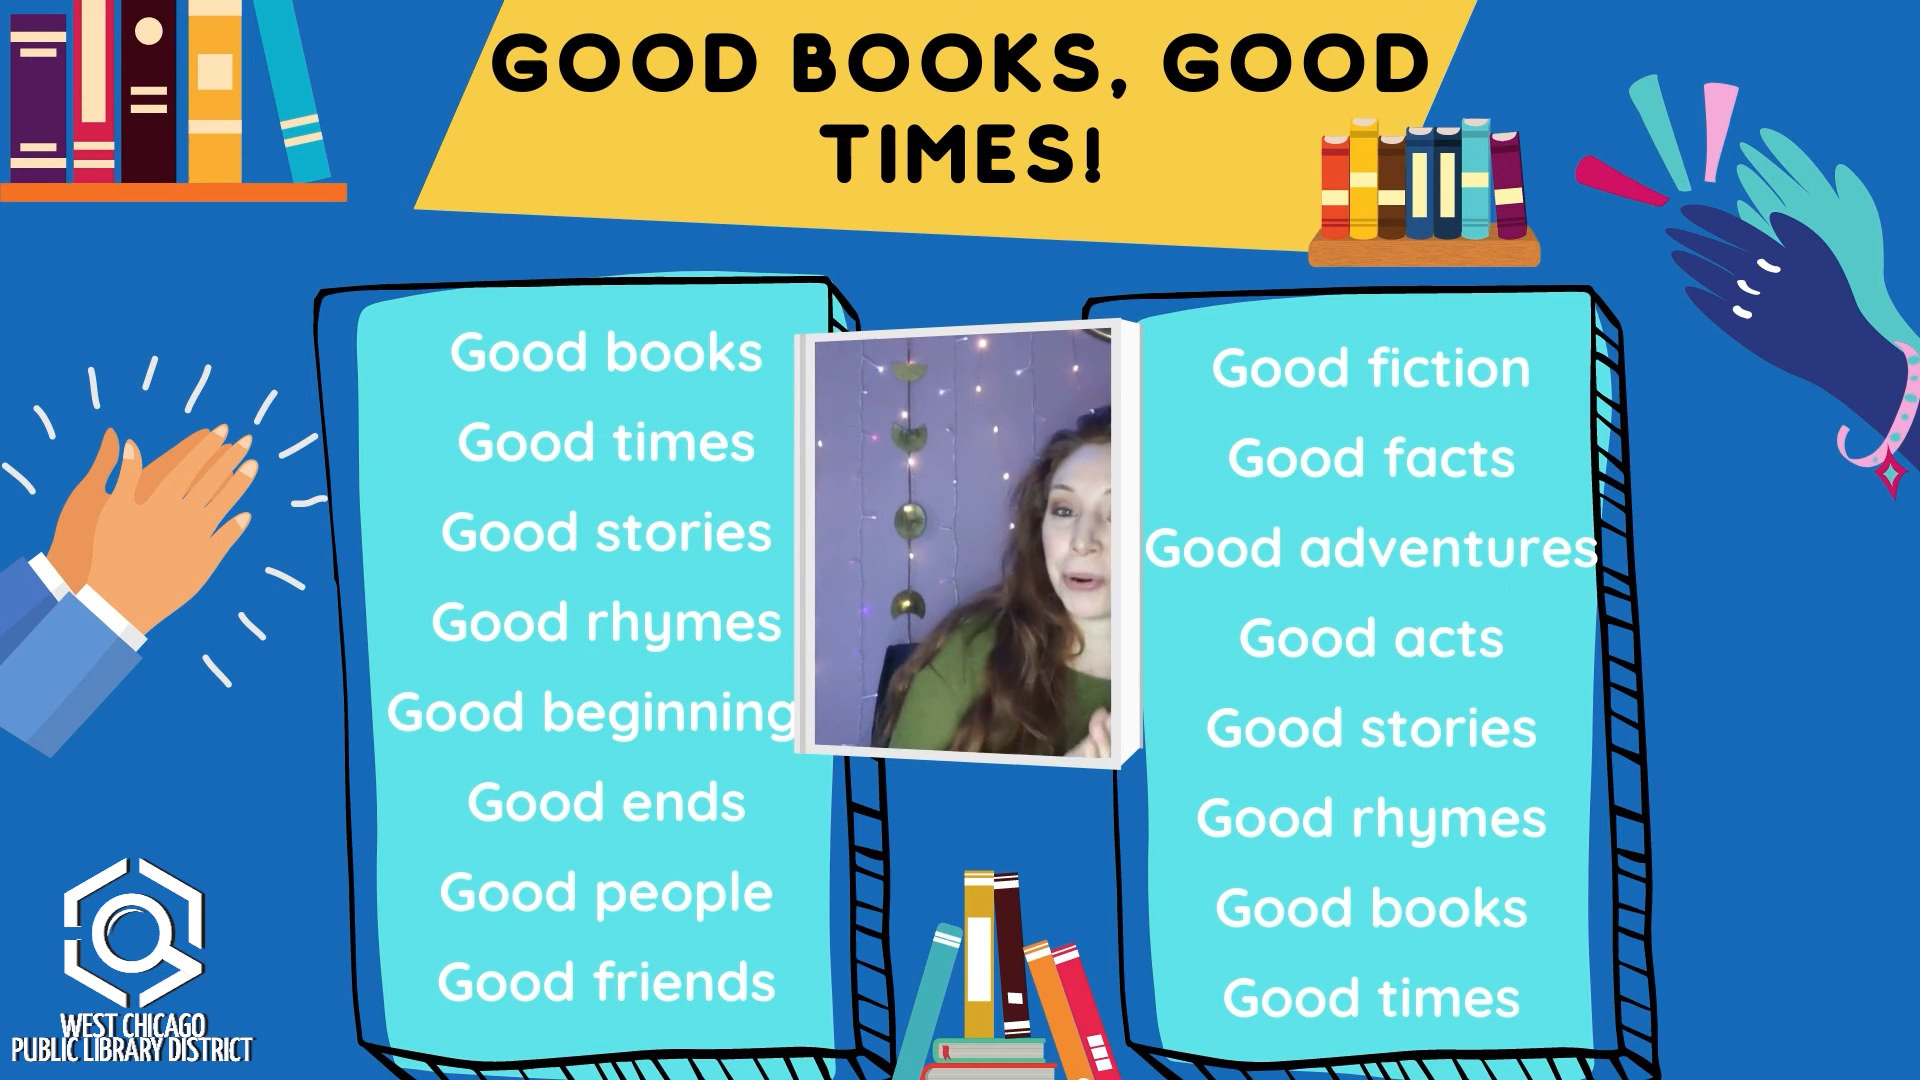 GOOD BOOKS, GOOD
TIMES!
Good books
Good times
Good stories
Good rhymes
Good beginning
Good ends
Good people
Good friends
Good fiction
Good facts
Good adventures
Good acts
Good stories
Good rhymes
Good books
Good times
WEST CHICAGO
PUBLIC LIBRARY DISTRICT